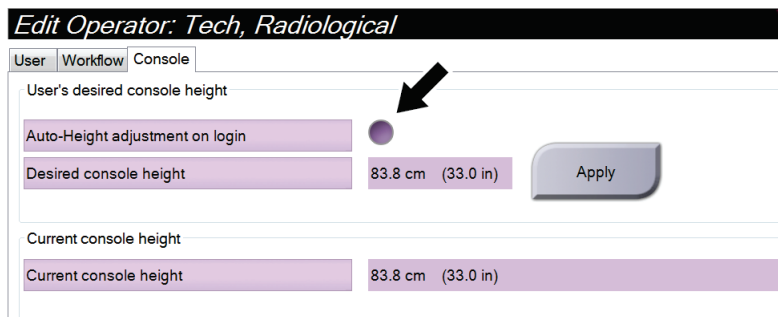 Edit Operator: Tech, Radiological
User Workflow Console
User's desired console height
Auto-Height adjustment on login
Desired console height 83.8 cm (33.0 in) Apply
Current console height
Current console height 83.8 cm (33.0 in)